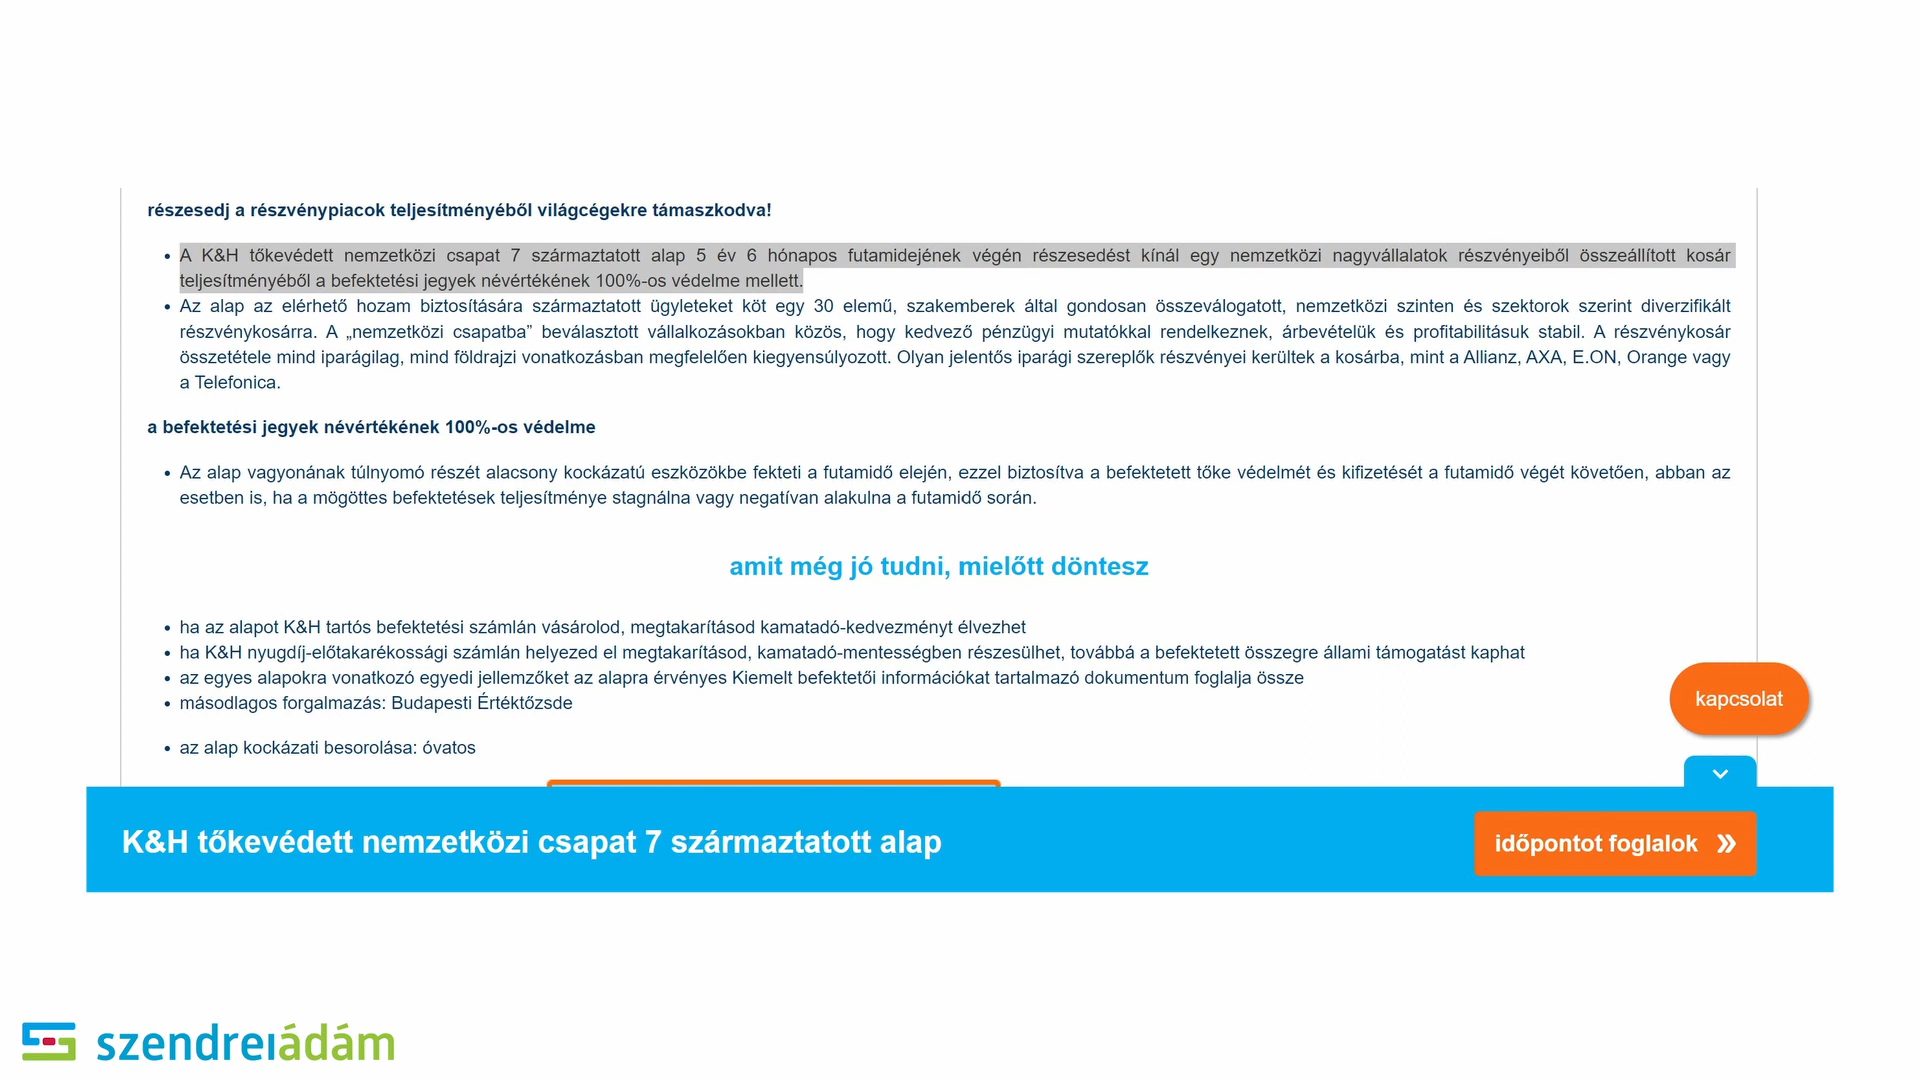 részesedj a részvénypiacok teljesítményéből világcégekre támaszkodva!
• A K&H tőkevédett nemzetközi csapat 7 származtatott alap 5 év 6 hónapos futamidejének végén részesedést kínál egy nemzetközi nagyvállalatok részvényeiből összeállított kosár
teljesítményéből a befektetési jegyek névértékének 100%-os védelme mellett.
• Az alap az elérhető hozam biztosítására származtatott ügyleteket köt egy 30 elemű, szakemberek által gondosan összeválogatott, nemzetközi szinten és szektorok szerint diverzifikált
részvénykosárra. A „nemzetközi csapatba” beválasztott vállalkozásokban közös, hogy kedvező pénzügyi mutatókkal rendelkeznek, árbevételük és profitabilitásuk stabil. A részvénykosár
összetétele mind iparágilag, mind földrajzi vonatkozásban megfelelően kiegyensúlyozott. Olyan jelentős iparági szereplők részvényei kerültek a kosárba, mint a Allianz, AXA, E.ON, Orange vagy
a Telefonica.
a befektetési jegyek névértékének 100%-os védelme
• Az alap vagyonának túlnyomó részét alacsony kockázatú eszközökbe fekteti a futamidő elején, ezzel biztosítva a befektetett tőke védelmét és kifizetését a futamidő végét követően, abban az
esetben is, ha a mögöttes befektetések teljesítménye stagnálna vagy negatívan alakulna a futamidő során.
amit még jó tudni, mielőtt döntesz
• ha az alapot K&H tartós befektetési számlán vásárolod, megtakarításod kamatadó-kedvezményt élvezhet
• ha K&H nyugdíj-előtakarékossági számlán helyezed el megtakarításod, kamatadó-mentességben részesülhet, továbbá a befektetett összegre állami támogatást kaphat
• az egyes alapokra vonatkozó egyedi jellemzőket az alapra érvényes Kiemelt befektetői információkat tartalmazó dokumentum foglalja össze
• másodlagos forgalmazás: Budapesti Értéktőzsde
• az alap kockázati besorolása: óvatos
kapcsolat
K&H tőkevédett nemzetközi csapat 7 származtatott alap
időpontot foglalok »
szendreiádám